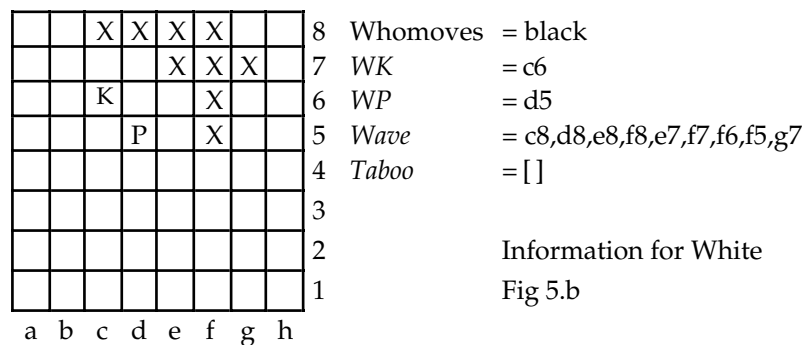 X X X X 8 Whomoves = black
X X X 7 WK = c6
K X 6 WP = d5
P X 5 Wave = c8,d8,e8,f8,e7,f7,f6,f5,g7
4 Taboo = [ ]
3
2 Information for White
1 Fig 5.b
a b c d e f g h